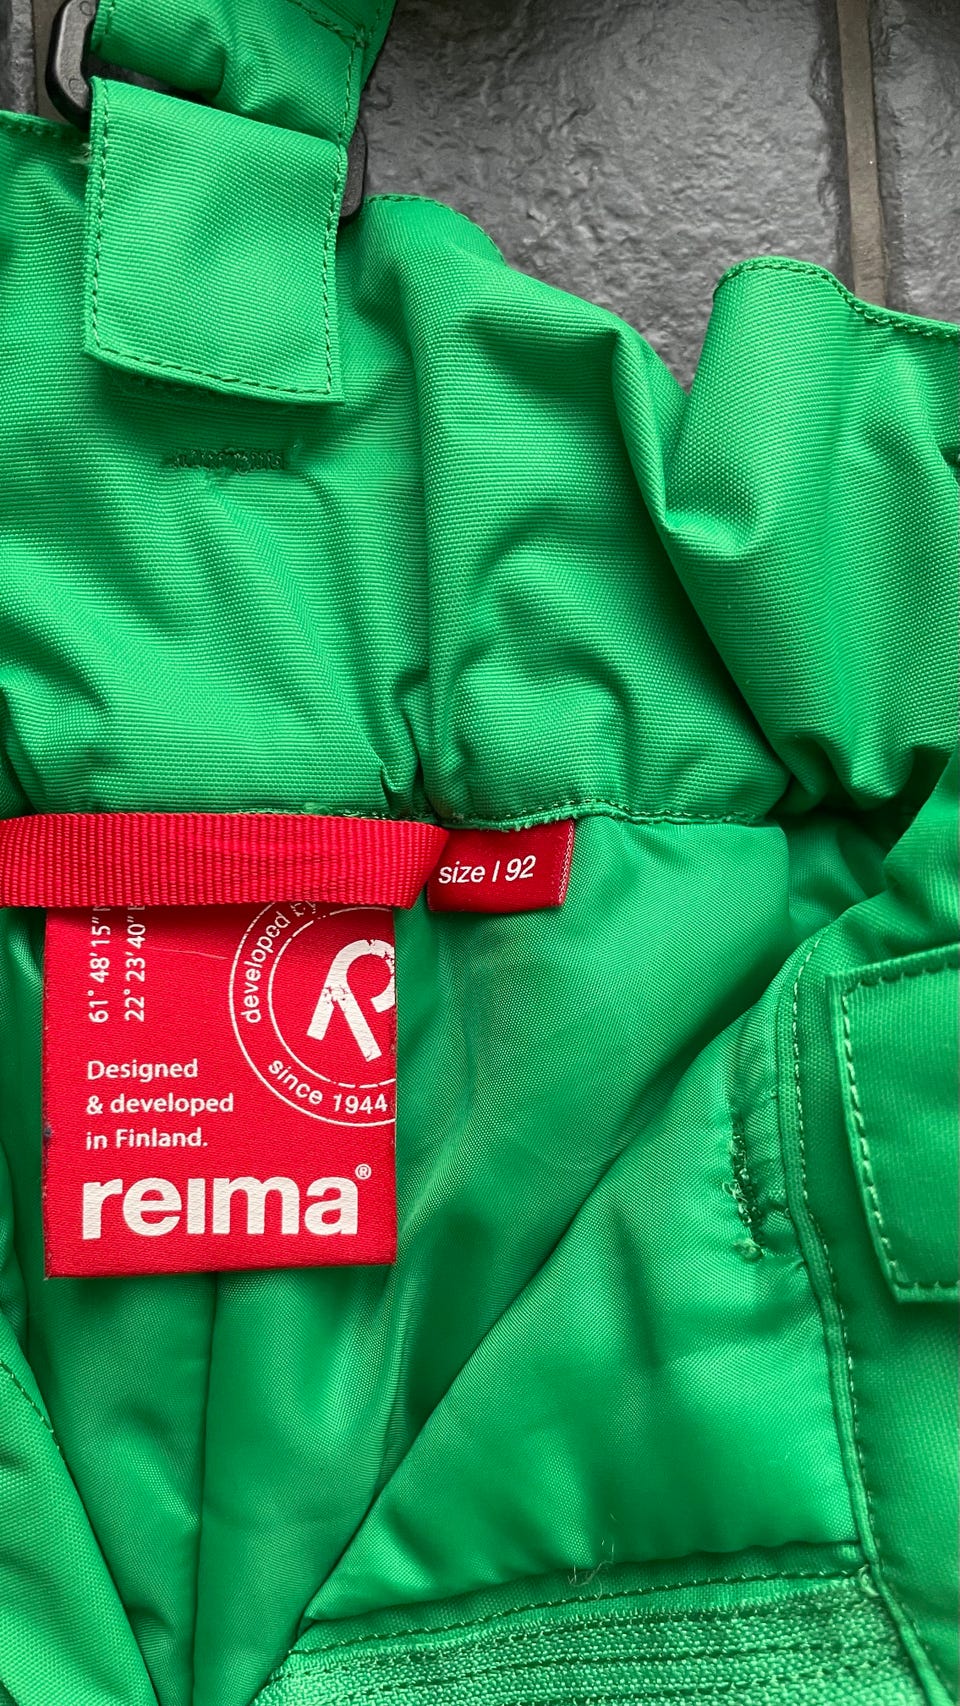 size | 92
61° 48' 15"
22° 23' 40"
developed
since 1944
Designed
& developed
in Finland.
reima®